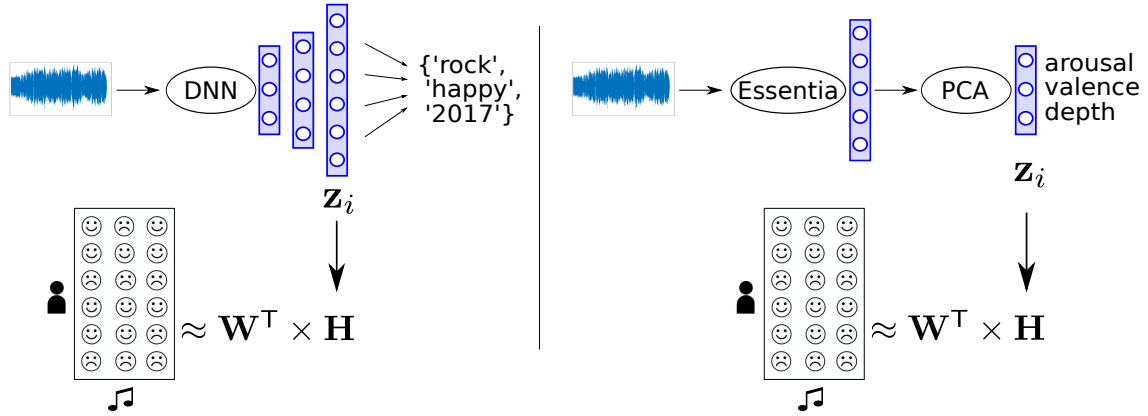 DNN
{'rock',
'happy',
'2017'}
z_i
≈ W^T × H
Essentia
PCA
arousal
valence
depth
z_i
≈ W^T × H